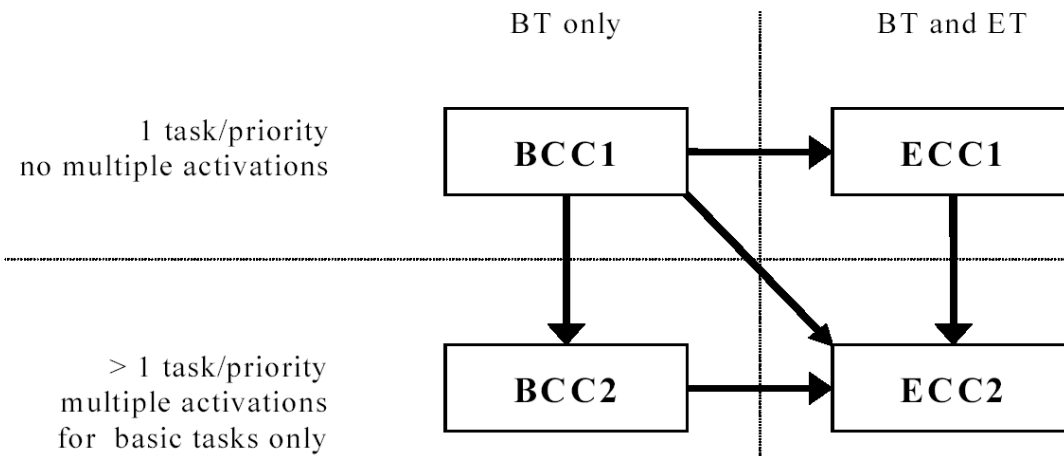 BT only
BT and ET
1 task/priority
no multiple activations
BCC1
ECC1
> 1 task/priority
multiple activations
for basic tasks only
BCC2
ECC2